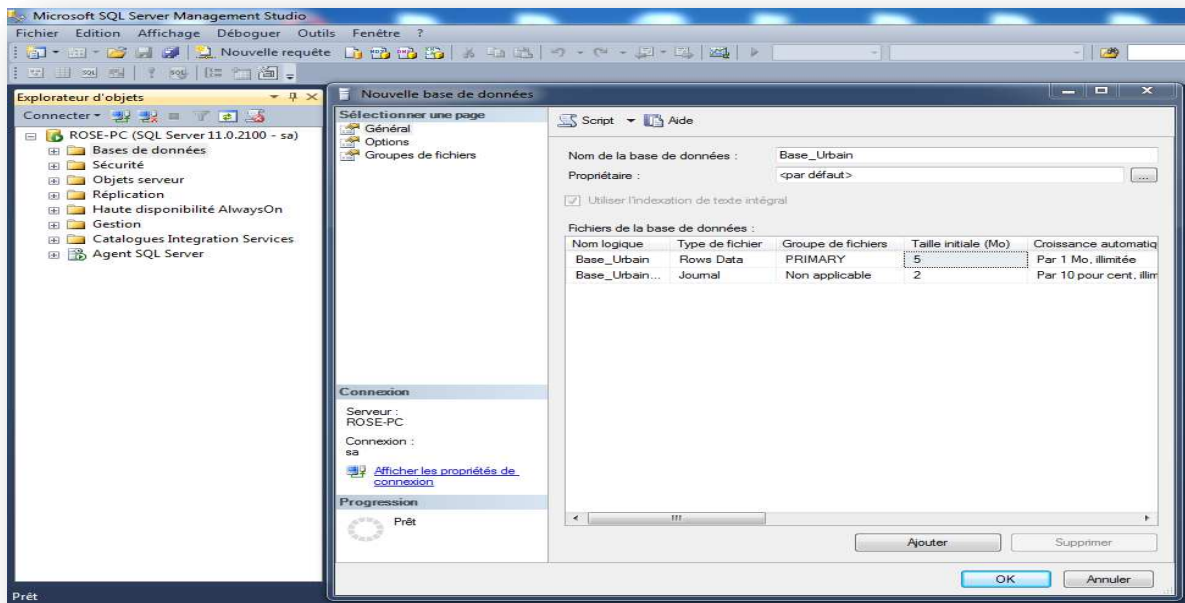 Microsoft SQL Server Management Studio
Fichier Edition Affichage Déboguer Outils Fenêtre ?
Nouvelle requête
Explorateur d'objets
Connecter
ROSE-PC (SQL Server 11.0.2100 - sa)
Bases de données
Sécurité
Objets serveur
Réplication
Haute disponibilité AlwaysOn
Gestion
Catalogues Integration Services
Agent SQL Server
Prêt
Nouvelle base de données
Sélectionner une page
Général
Options
Groupes de fichiers
Connexion
Serveur :
ROSE-PC
Connexion :
sa
Afficher les propriétés de
connexion
Progression
Prêt
Script Aide
Nom de la base de données : Base_Urbain
Propriétaire : <par défaut> ...
Utiliser l'indexation de texte intégral
Fichiers de la base de données :
Nom logique Type de fichier Groupe de fichiers Taille initiale (Mo) Croissance automatiq
Base_Urbain Rows Data PRIMARY 5 Par 1 Mo, illimitée
Base_Urbain... Journal Non applicable 2 Par 10 pour cent, illim
Ajouter Supprimer
OK Annuler